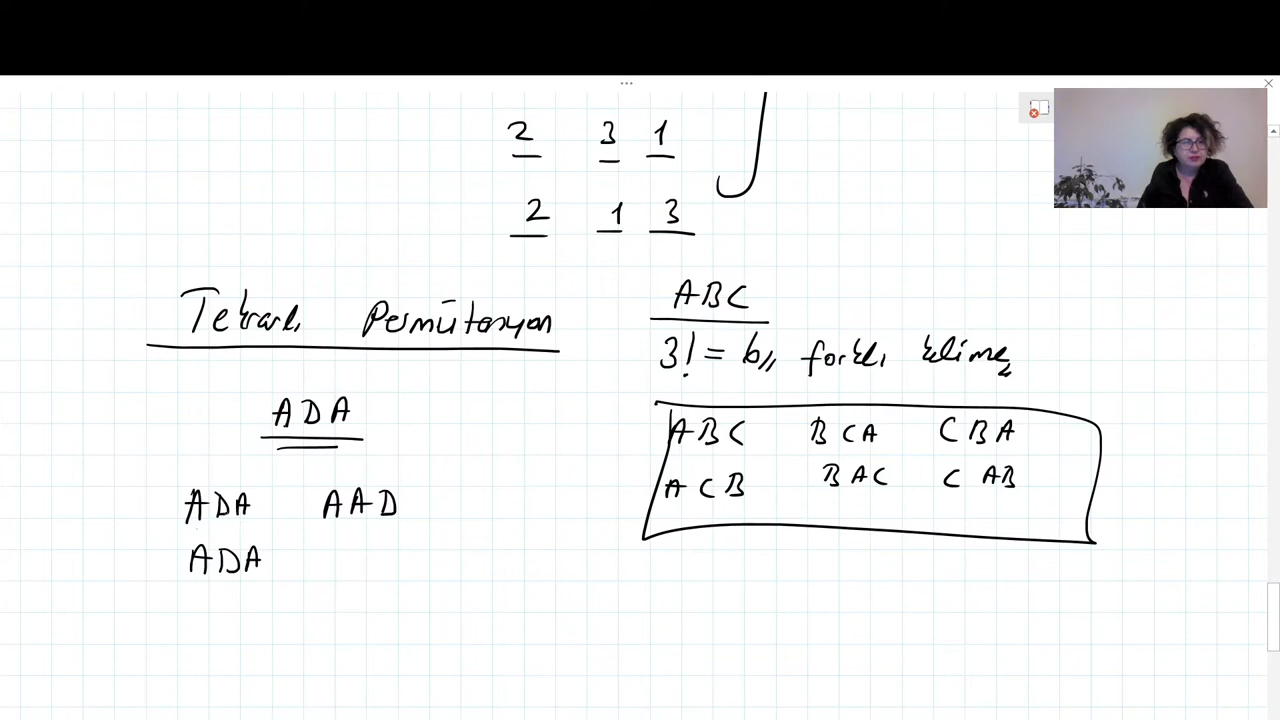 2 3 1
2 1 3
Tekrarlı Permütasyon
ADA
ADA AAD
ADA
ABC
3! = 6 farklı kelime
ABC BCA CBA
ACB BAC CAB